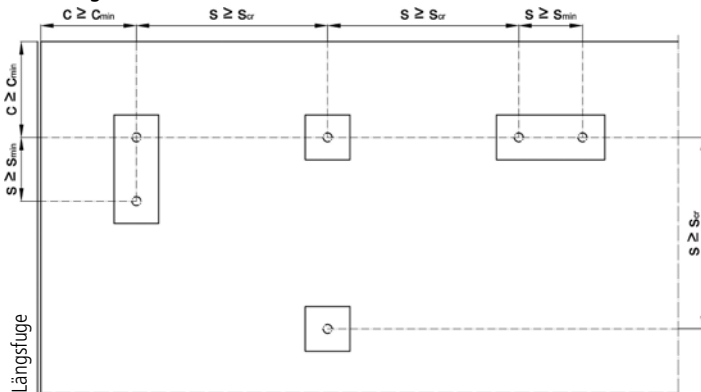 c ≥ cmin
s ≥ scr
s ≥ scr
s ≥ smin
c ≥ cmin
s ≥ smin
s ≥ scr
Längsfuge